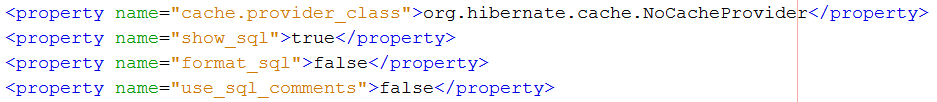 <property name="cache.provider_class">org.hibernate.cache.NoCacheProvider</property>
<property name="show_sql">true</property>
<property name="format_sql">false</property>
<property name="use_sql_comments">false</property>